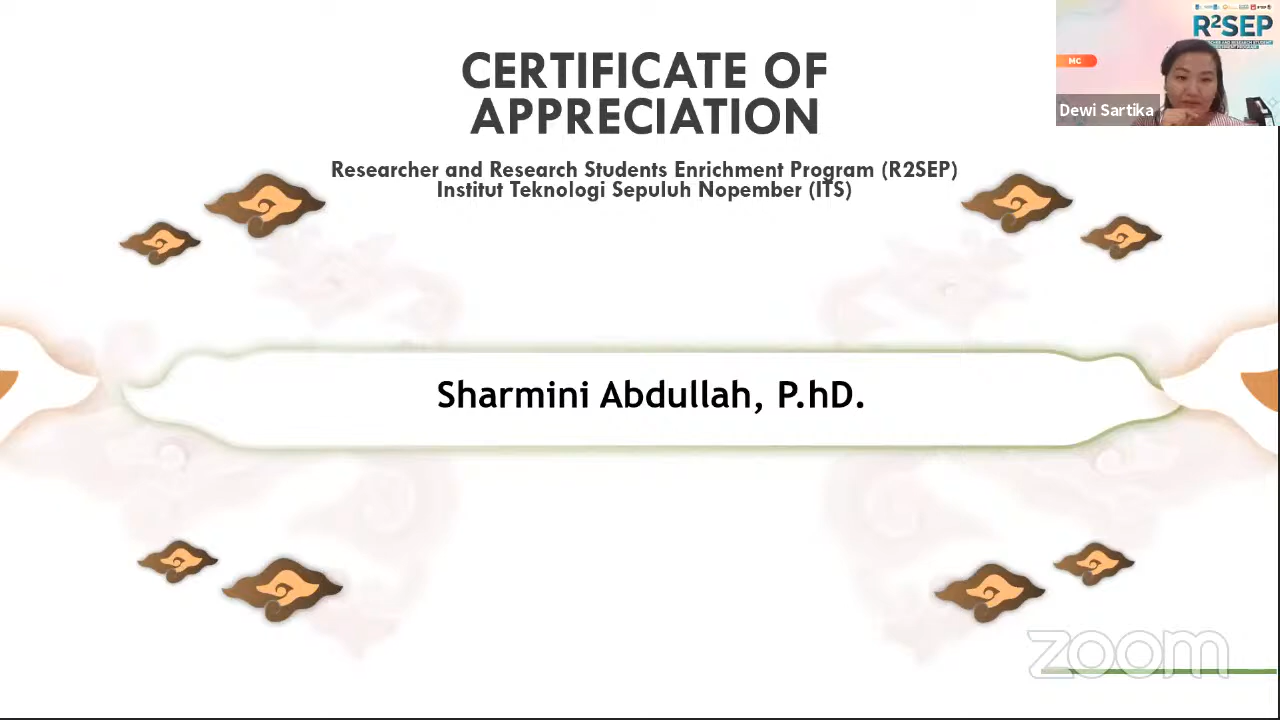 CERTIFICATE OF
APPRECIATION
Researcher and Research Students Enrichment Program (R2SEP)
Institut Teknologi Sepuluh Nopember (ITS)
Sharmini Abdullah, P.hD.
R²SEP
MC
Dewi Sartika
zoom